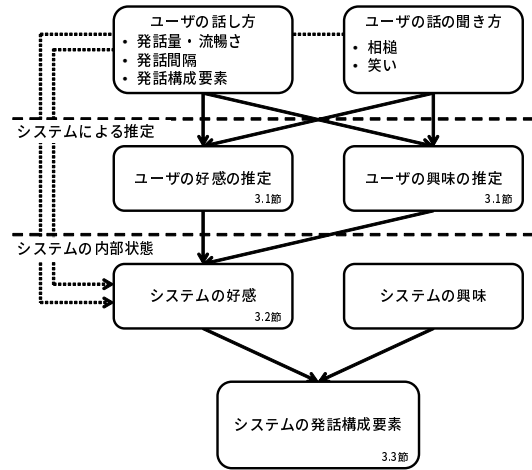 ユーザの話し方
• 発話量・流暢さ
• 発話間隔
• 発話構成要素
ユーザの話の聞き方
• 相槌
• 笑い
システムによる推定
ユーザの好感の推定
3.1節
ユーザの興味の推定
3.1節
システムの内部状態
システムの好感
3.2節
システムの興味
システムの発話構成要素
3.3節